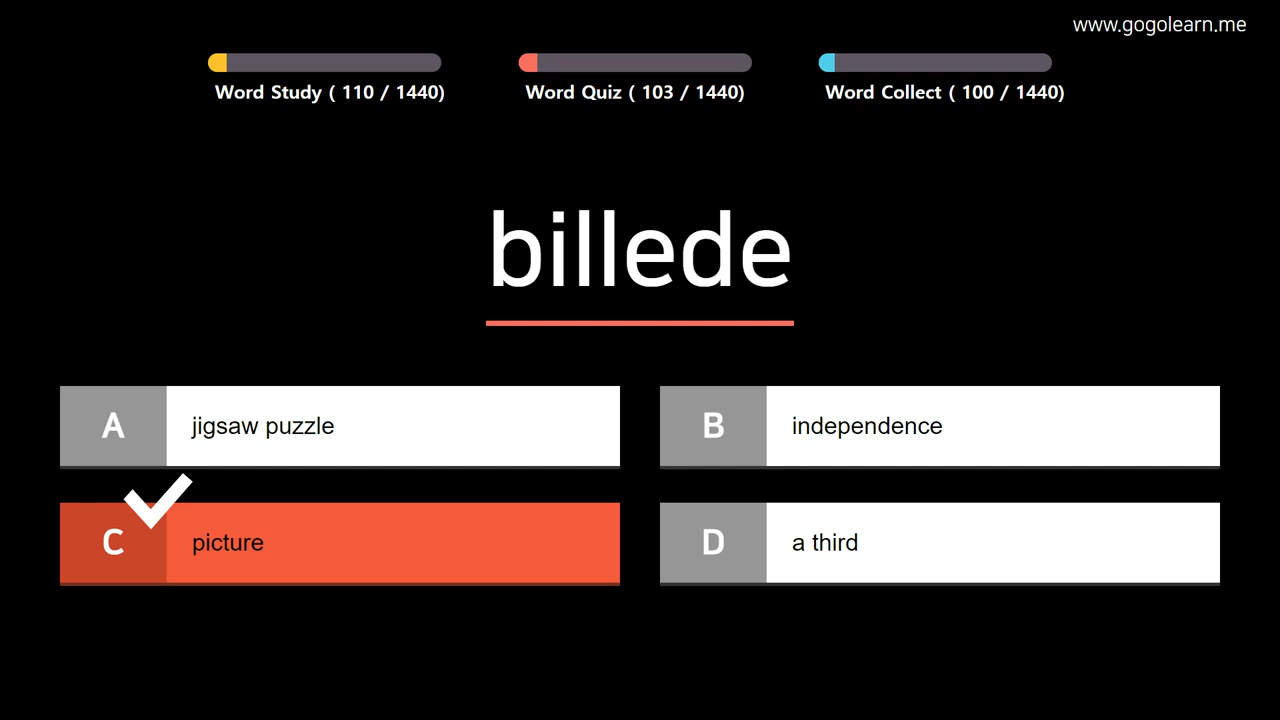 www.gogolearn.me
Word Study ( 110 / 1440)
Word Quiz ( 103 / 1440)
Word Collect ( 100 / 1440)
billede
A jigsaw puzzle
B independence
C picture
D a third